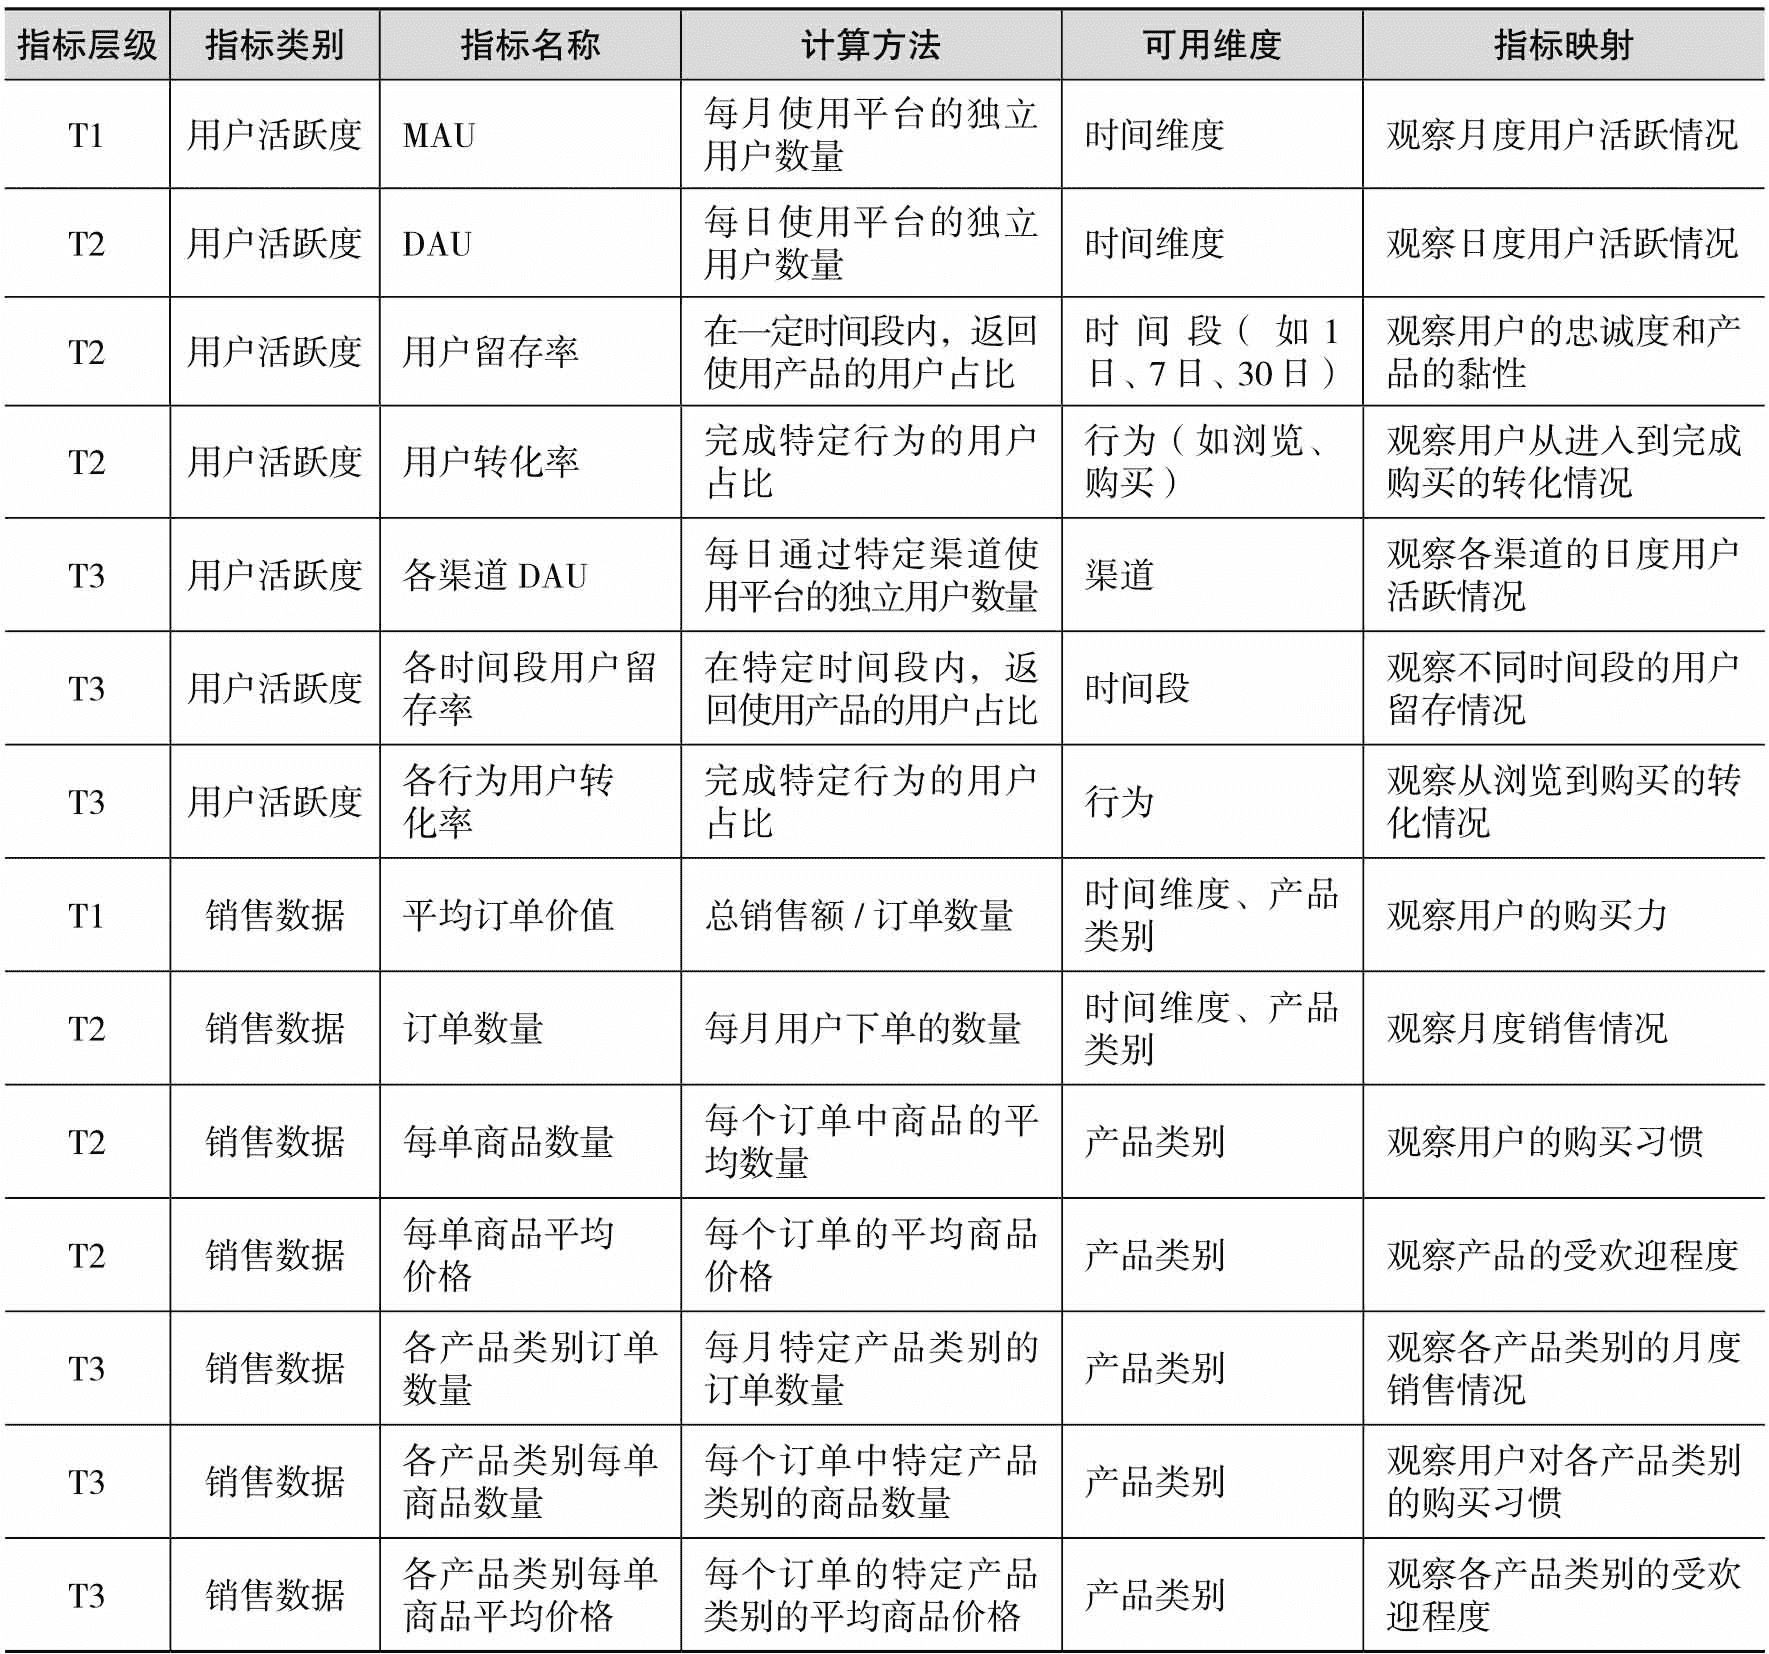 指标层级 指标类别 指标名称 计算方法 可用维度 指标映射
T1 用户活跃度 MAU 每月使用平台的独立
用户数量 时间维度 观察月度用户活跃情况
T2 用户活跃度 DAU 每日使用平台的独立
用户数量 时间维度 观察日度用户活跃情况
T2 用户活跃度 用户留存率 在一定时间段内，返回
使用产品的用户占比 时间段（如1
日、7日、30日） 观察用户的忠诚度和产
品的黏性
T2 用户活跃度 用户转化率 完成特定行为的用户
占比 行为（如浏览、
购买） 观察用户从进入到完成
购买的转化情况
T3 用户活跃度 各渠道 DAU 每日通过特定渠道使
用平台的独立用户数量 渠道 观察各渠道的日度用户
活跃情况
T3 用户活跃度 各时间段用户留
存率 在特定时间段内，返
回使用产品的用户占比 时间段 观察不同时间段的用户
留存情况
T3 用户活跃度 各行为用户转
化率 完成特定行为的用户
占比 行为 观察从浏览到购买的转
化情况
T1 销售数据 平均订单价值 总销售额 / 订单数量 时间维度、产品
类别 观察用户的购买力
T2 销售数据 订单数量 每月用户下单的数量 时间维度、产品
类别 观察月度销售情况
T2 销售数据 每单商品数量 每个订单中商品的平
均数量 产品类别 观察用户的购买习惯
T2 销售数据 每单商品平均
价格 每个订单的平均商品
价格 产品类别 观察产品的受欢迎程度
T3 销售数据 各产品类别订单
数量 每月特定产品类别的
订单数量 产品类别 观察各产品类别的月度
销售情况
T3 销售数据 各产品类别每单
商品数量 每个订单中特定产品
类别的商品数量 产品类别 观察用户对各产品类别
的购买习惯
T3 销售数据 各产品类别每单
商品平均价格 每个订单的特定产品
类别的平均商品价格 产品类别 观察各产品类别的受欢
迎程度